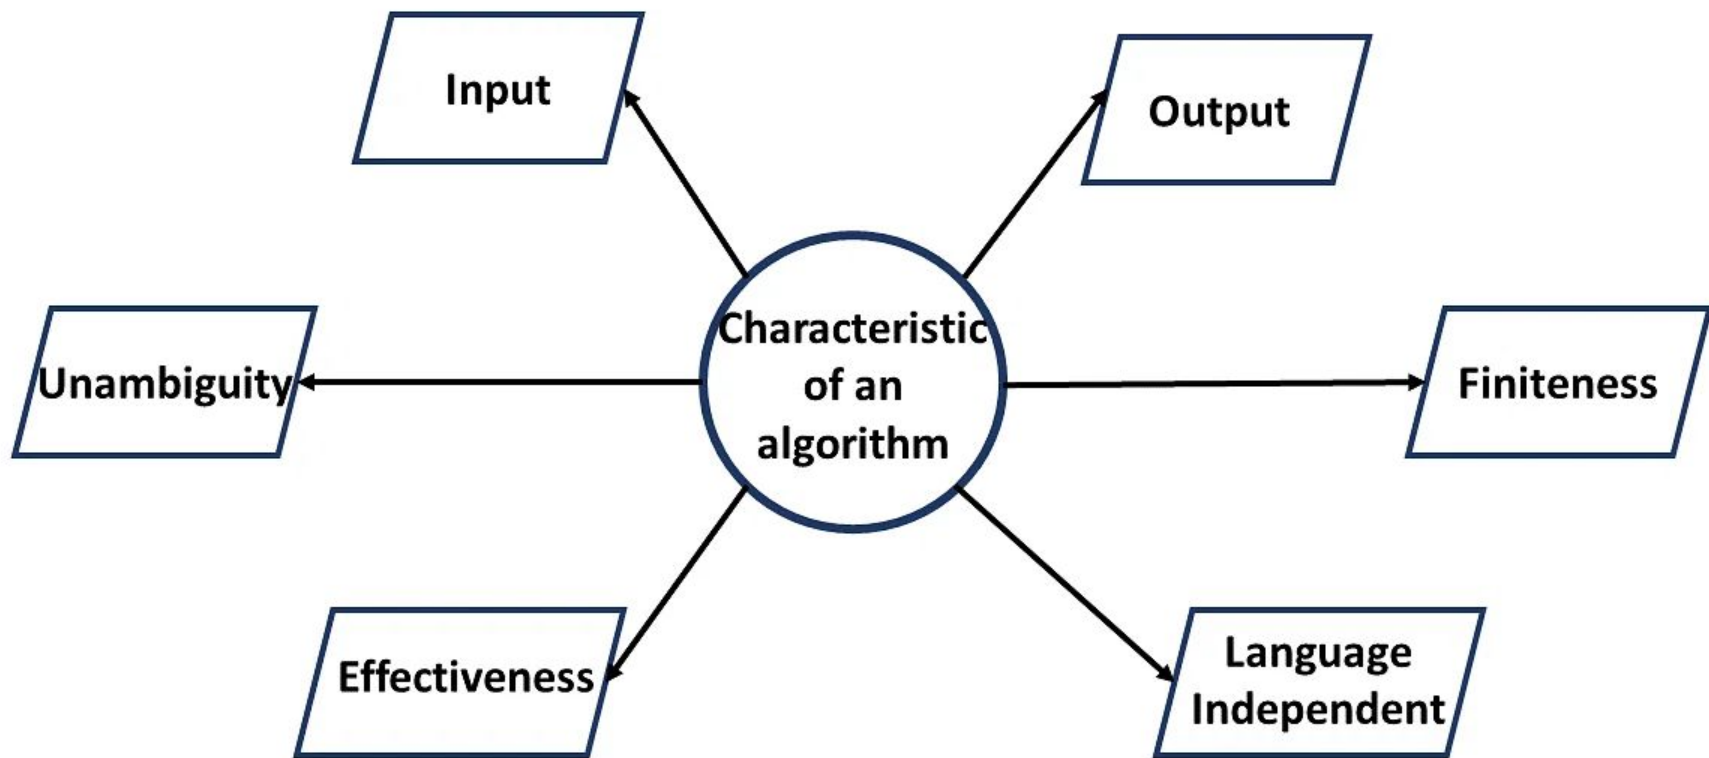 Input
Output
Characteristic
of an
algorithm
Unambiguity
Finiteness
Effectiveness
Language
Independent